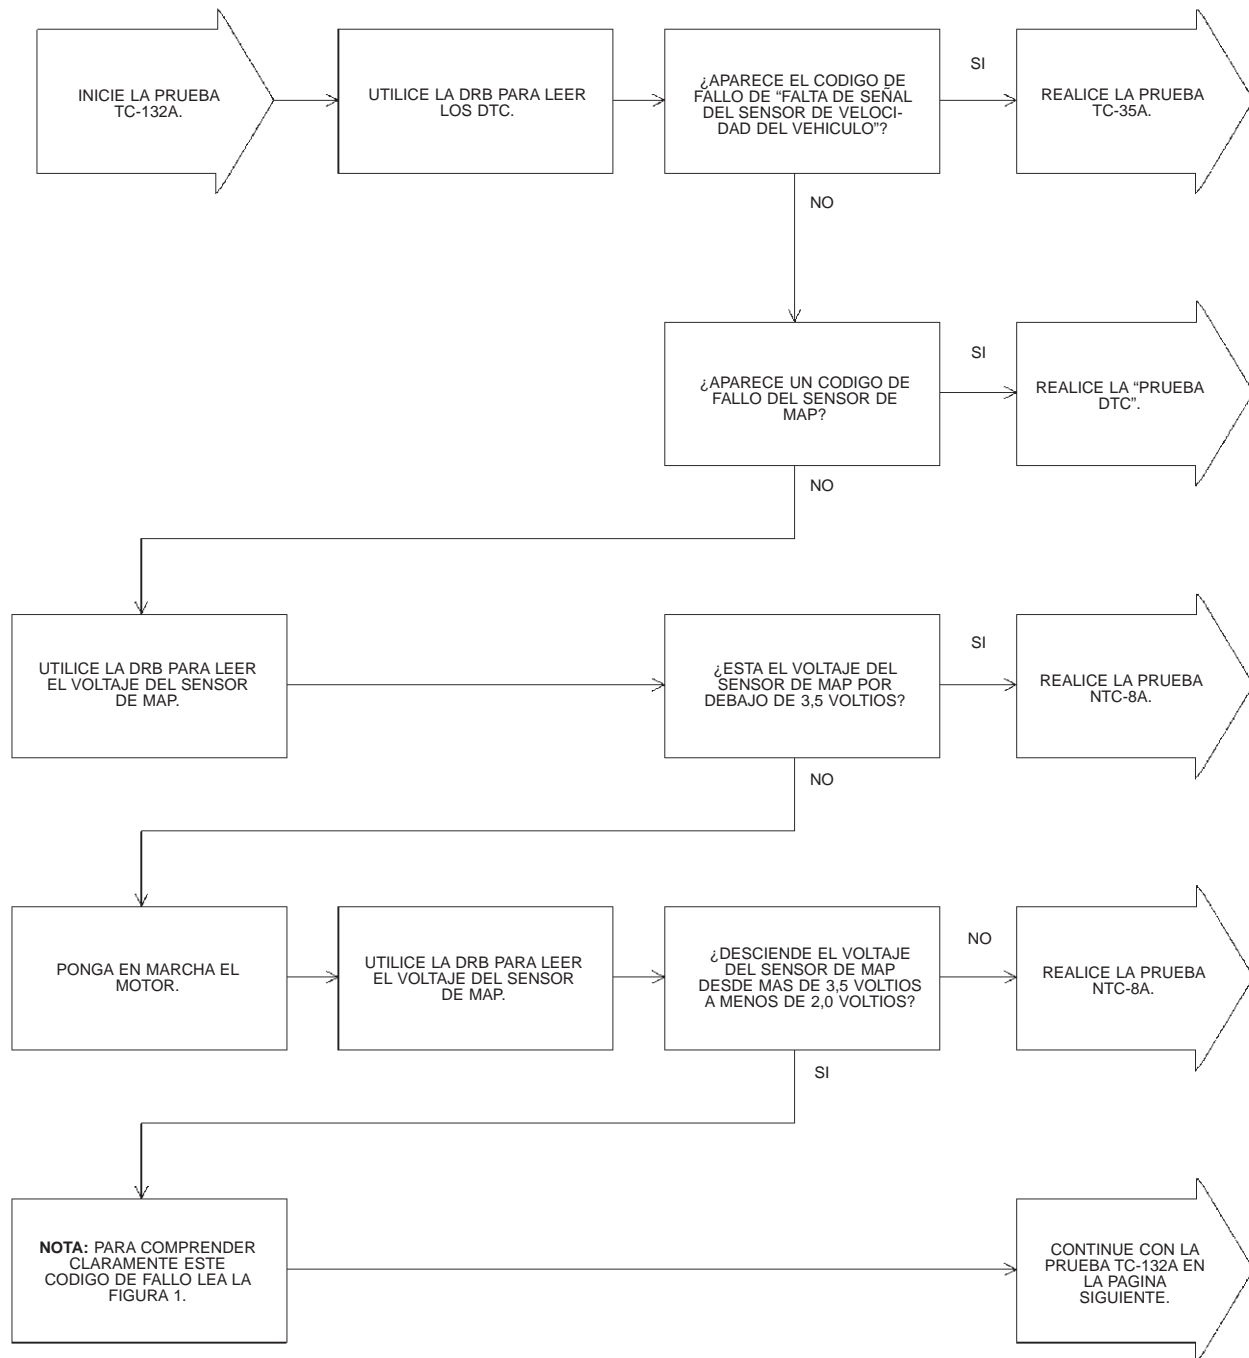 INICIE LA PRUEBA
TC-132A.
UTILICE LA DRB PARA LEER
LOS DTC.
¿APARECE EL CODIGO DE
FALLO DE “FALTA DE SEÑAL
DEL SENSOR DE VELOCI-
DAD DEL VEHICULO”?
SI
REALICE LA PRUEBA
TC-35A.
NO
¿APARECE UN CODIGO DE
FALLO DEL SENSOR DE
MAP?
SI
REALICE LA “PRUEBA
DTC”.
NO
UTILICE LA DRB PARA LEER
EL VOLTAJE DEL SENSOR
DE MAP.
¿ESTA EL VOLTAJE DEL
SENSOR DE MAP POR
DEBAJO DE 3,5 VOLTIOS?
SI
REALICE LA PRUEBA
NTC-8A.
NO
PONGA EN MARCHA EL
MOTOR.
UTILICE LA DRB PARA LEER
EL VOLTAJE DEL SENSOR
DE MAP.
¿DESCIENDE EL VOLTAJE
DEL SENSOR DE MAP
DESDE MAS DE 3,5 VOLTIOS
A MENOS DE 2,0 VOLTIOS?
NO
REALICE LA PRUEBA
NTC-8A.
SI
NOTA: PARA COMPRENDER
CLARAMENTE ESTE
CODIGO DE FALLO LEA LA
FIGURA 1.
CONTINUE CON LA
PRUEBA TC-132A EN
LA PAGINA
SIGUIENTE.